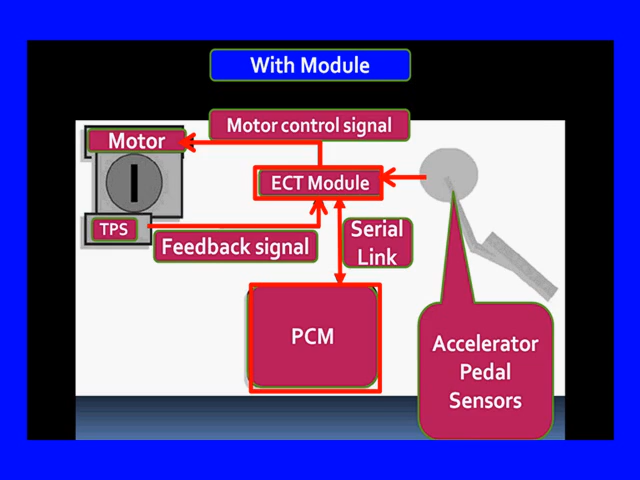 With Module
Motor control signal
Motor
ECT Module
TPS
Feedback signal
Serial
Link
PCM
Accelerator
Pedal
Sensors